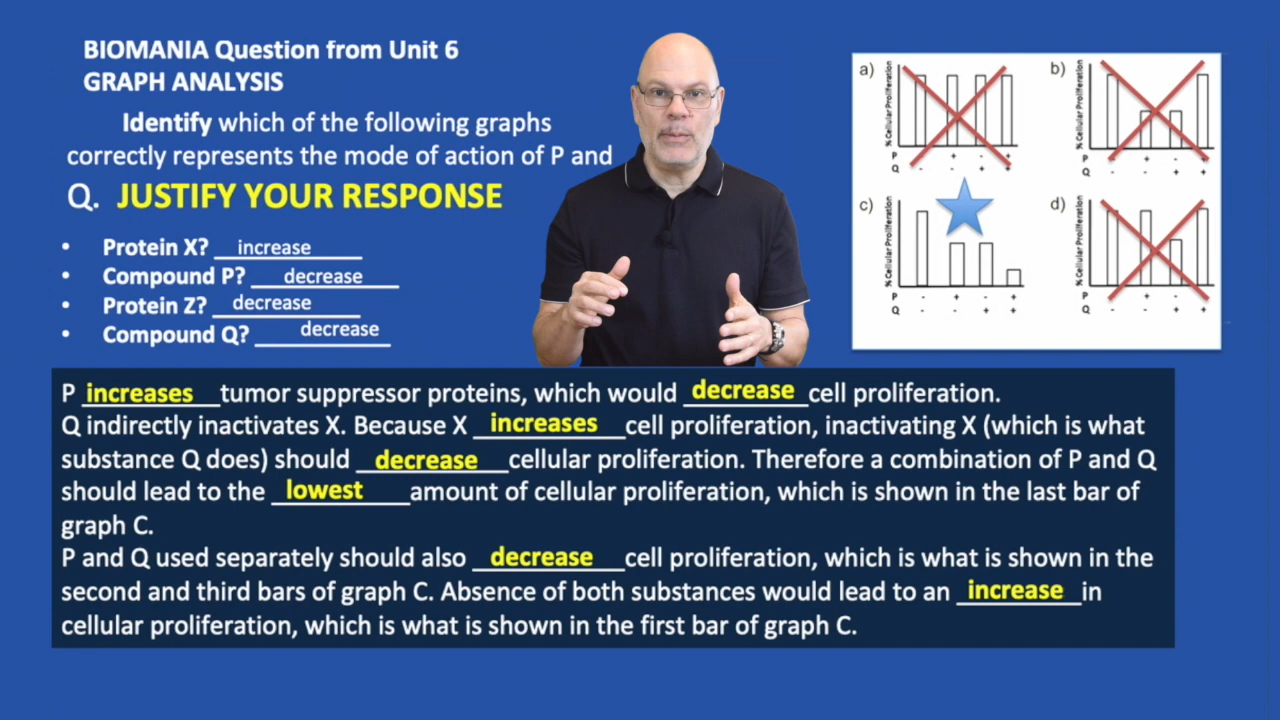 BIOMANIA Question from Unit 6
GRAPH ANALYSIS
Identify which of the following graphs
correctly represents the mode of action of P and
Q. JUSTIFY YOUR RESPONSE
• Protein X? increase
• Compound P? decrease
• Protein Z? decrease
• Compound Q? decrease
a)
% Cellular Proliferation
P - + - +
Q - - + +
b)
% Cellular Proliferation
P - + - +
Q - - + +
c)
% Cellular Proliferation
P - + - +
Q - - + +
d)
% Cellular Proliferation
P - + - +
Q - - + +
P increases tumor suppressor proteins, which would decrease cell proliferation.
Q indirectly inactivates X. Because X increases cell proliferation, inactivating X (which is what
substance Q does) should decrease cellular proliferation. Therefore a combination of P and Q
should lead to the lowest amount of cellular proliferation, which is shown in the last bar of
graph C.
P and Q used separately should also decrease cell proliferation, which is what is shown in the
second and third bars of graph C. Absence of both substances would lead to an increase in
cellular proliferation, which is what is shown in the first bar of graph C.